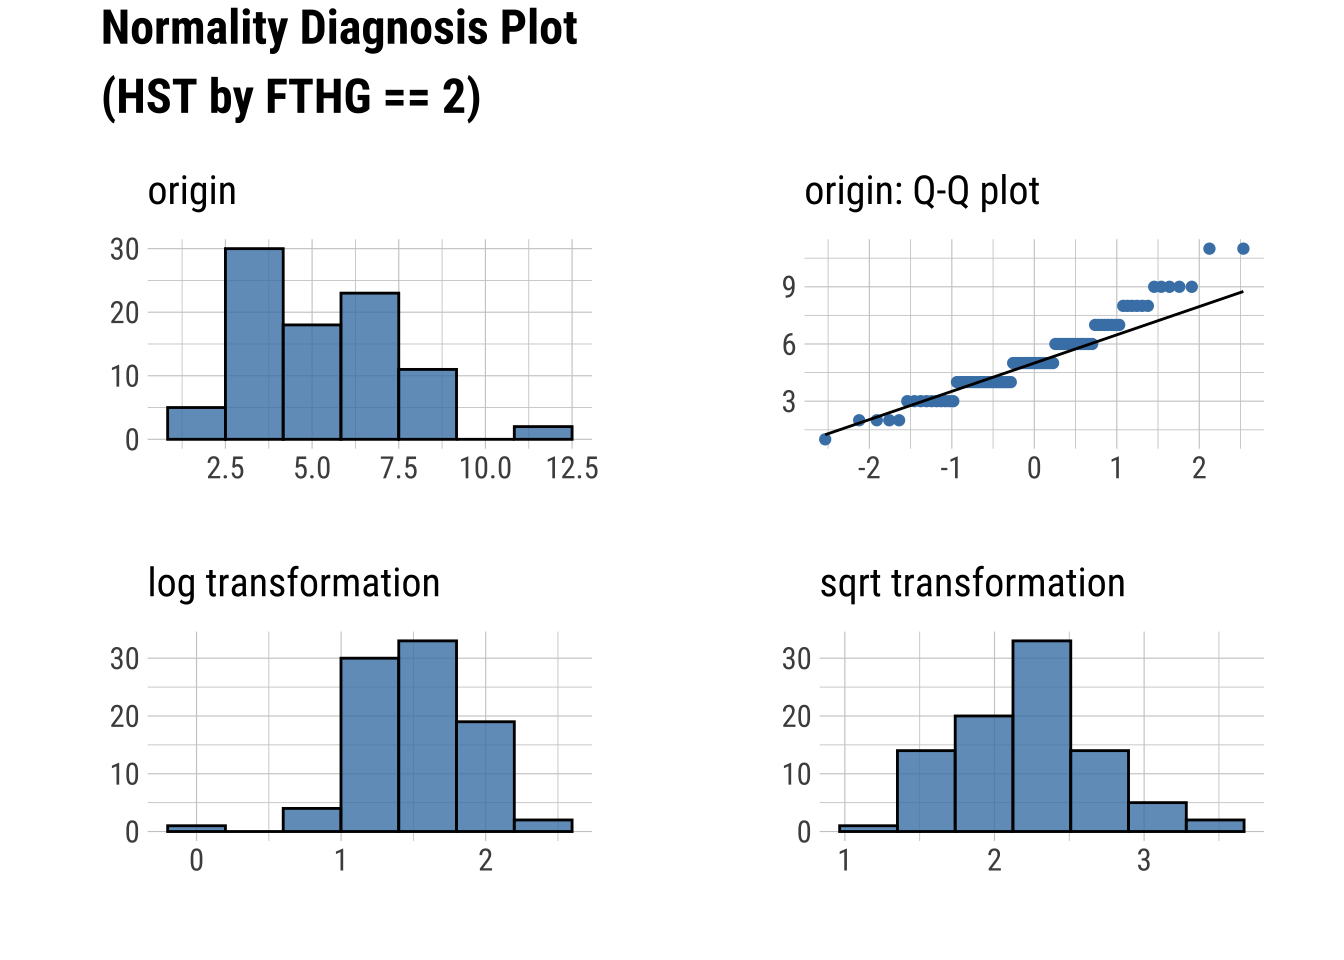 Normality Diagnosis Plot
(HST by FTHG == 2)
origin
30
20
10
0
2.5 5.0 7.5 10.0 12.5
origin: Q-Q plot
9
6
3
-2 -1 0 1 2
log transformation
30
20
10
0
0 1 2
sqrt transformation
30
20
10
0
1 2 3